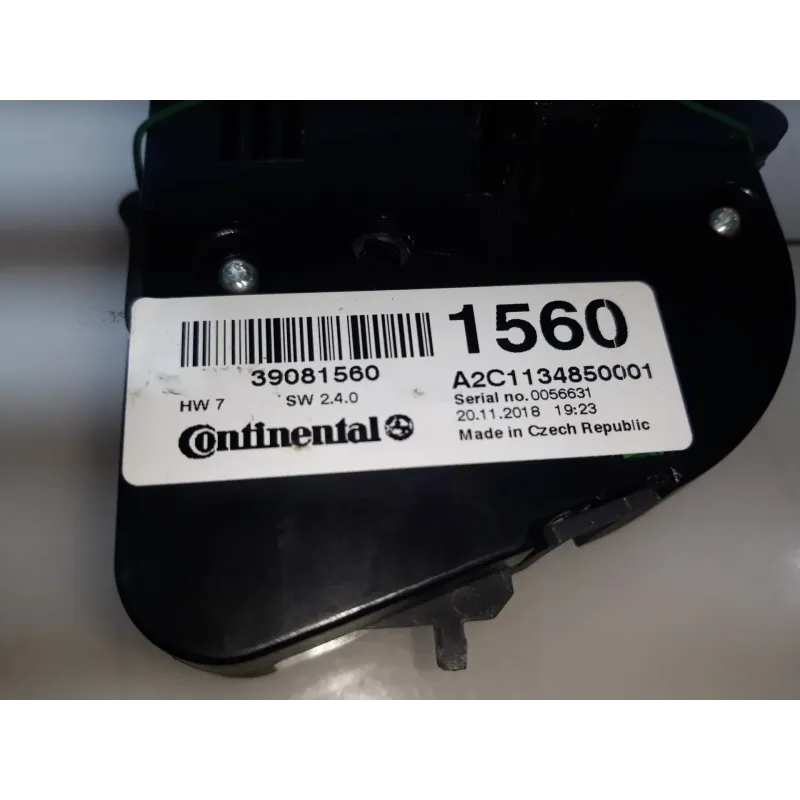 1560
39081560
A2C1134850001
HW 7 SW 2.4.0
Serial no.0056631
20.11.2018 19:23
Continental
Made in Czech Republic